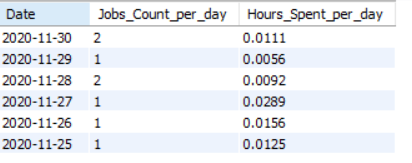 Date Jobs_Count_per_day Hours_Spent_per_day
2020-11-30 2 0.0111
2020-11-29 1 0.0056
2020-11-28 2 0.0092
2020-11-27 1 0.0289
2020-11-26 1 0.0156
2020-11-25 1 0.0125